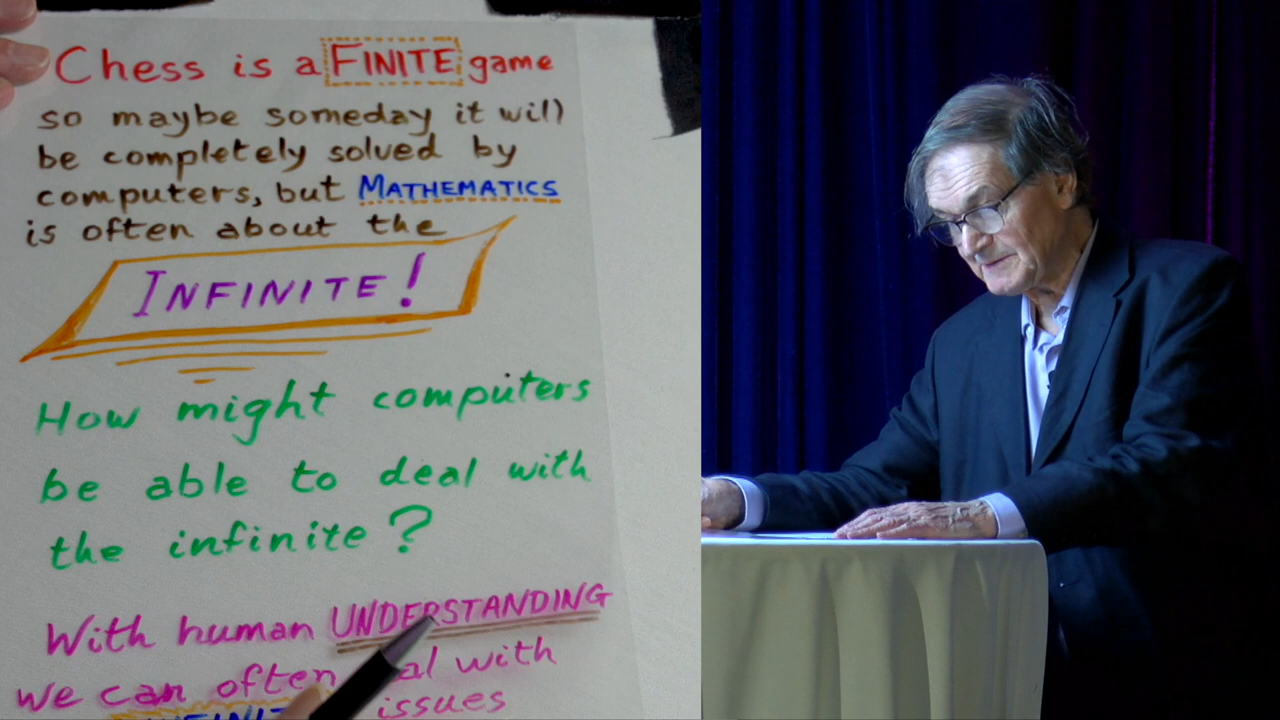 Chess is a FINITE game
so maybe someday it will
be completely solved by
computers, but MATHEMATICS
is often about the
INFINITE!
How might computers
be able to deal with
the infinite?
With human UNDERSTANDING
we can often with
issues